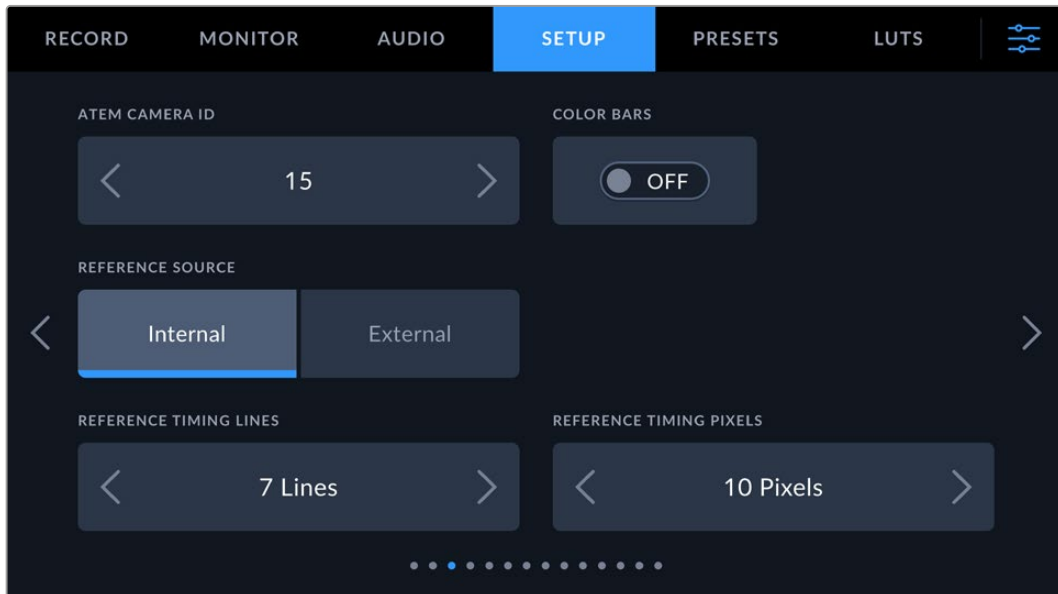 RECORD MONITOR AUDIO SETUP PRESETS LUTS
ATEM CAMERA ID COLOR BARS
15 OFF
REFERENCE SOURCE
Internal External
REFERENCE TIMING LINES REFERENCE TIMING PIXELS
7 Lines 10 Pixels